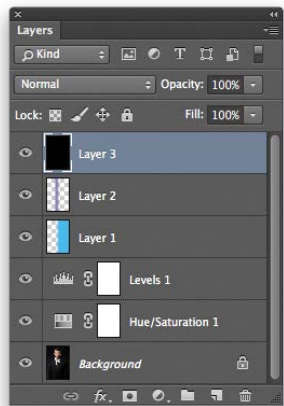 Layers
Kind
Normal Opacity: 100%
Lock: Fill: 100%
Layer 3
Layer 2
Layer 1
Levels 1
Hue/Saturation 1
Background
fx.